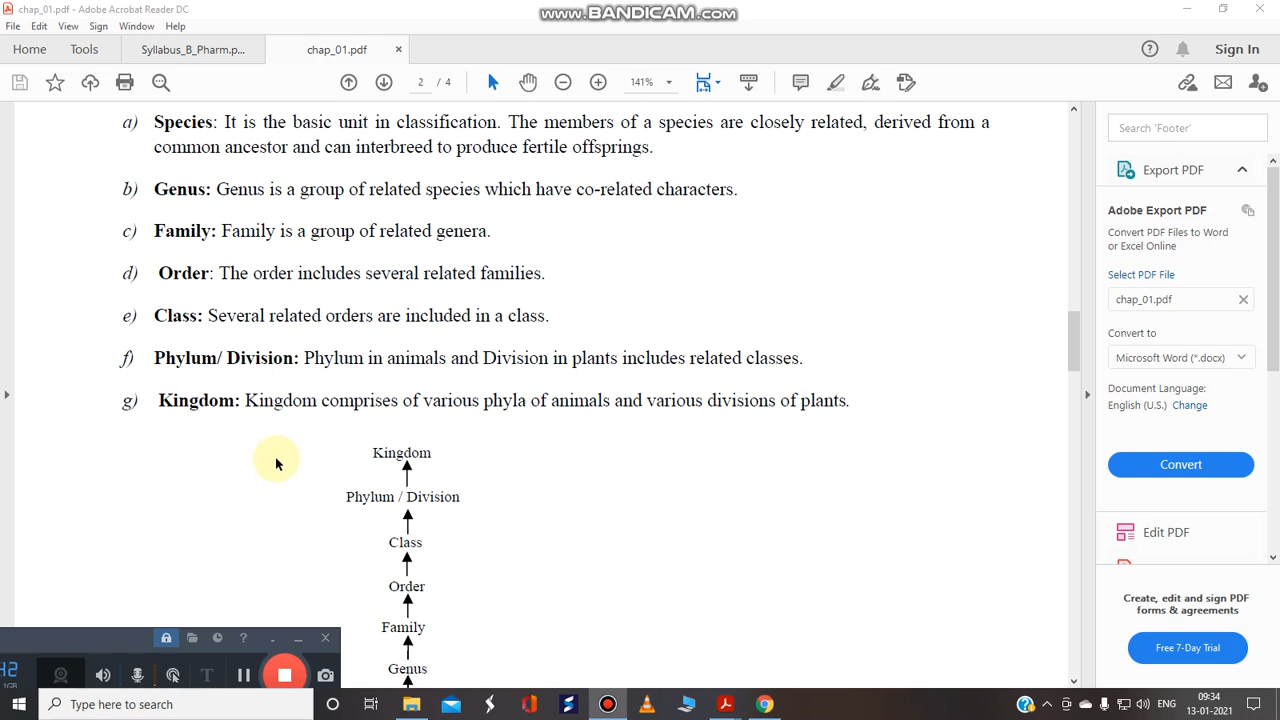 chap_01.pdf - Adobe Acrobat Reader DC
www.BANDICAM.com
File Edit View Sign Window Help
Home Tools Syllabus_B_Pharm.p... chap_01.pdf × Sign In
2 / 4 141%
a) Species: It is the basic unit in classification. The members of a species are closely related, derived from a
common ancestor and can interbreed to produce fertile offsprings.
b) Genus: Genus is a group of related species which have co-related characters.
c) Family: Family is a group of related genera.
d) Order: The order includes several related families.
e) Class: Several related orders are included in a class.
f) Phylum/ Division: Phylum in animals and Division in plants includes related classes.
g) Kingdom: Kingdom comprises of various phyla of animals and various divisions of plants.
Kingdom
Phylum / Division
Class
Order
Family
Genus
Search 'Footer'
Export PDF
Adobe Export PDF
Convert PDF Files to Word
or Excel Online
Select PDF File
chap_01.pdf
Convert to
Microsoft Word (*.docx)
Document Language:
English (U.S.) Change
Convert
Edit PDF
Create, edit and sign PDF
forms & agreements
Free 7-Day Trial
Type here to search
ENG
09:34
13-01-2021